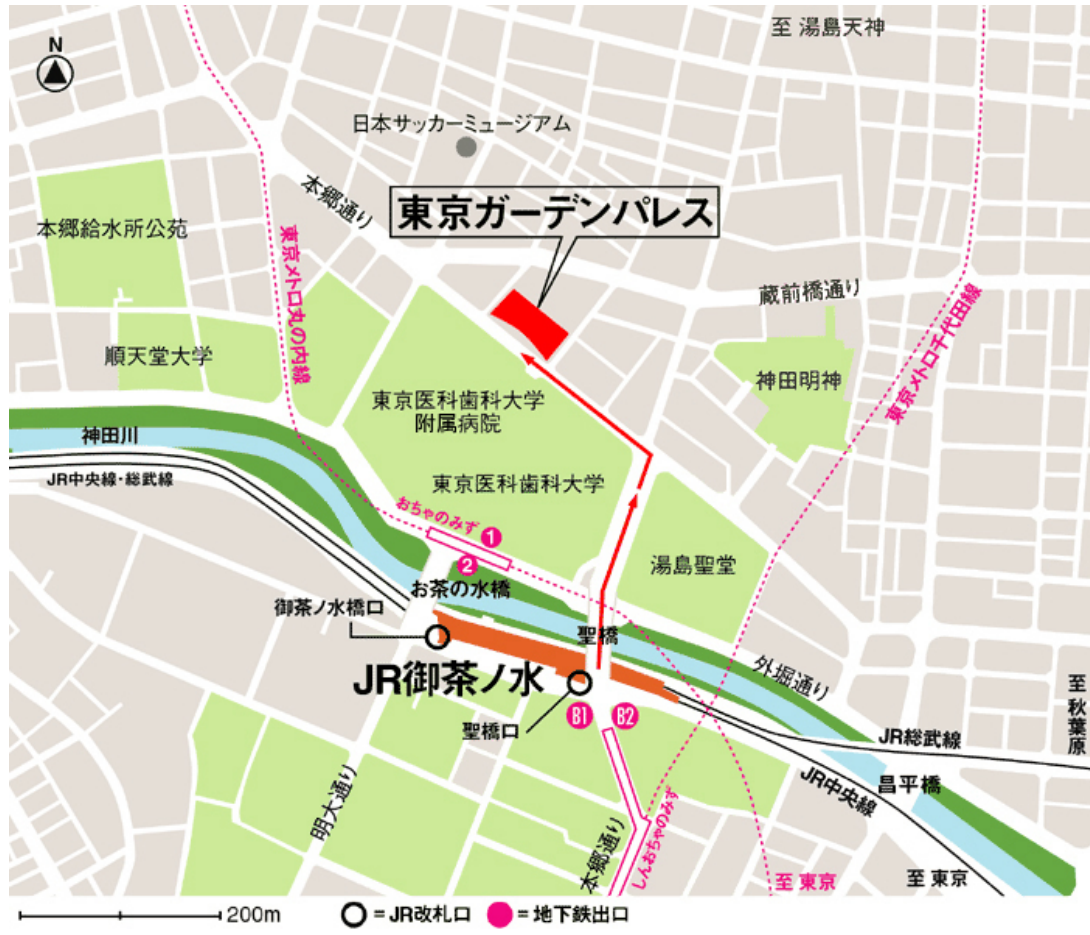 至 湯島天神
N
日本サッカーミュージアム
本郷通り
東京ガーデンパレス
本郷給水所公苑
東京メトロ丸の内線
蔵前橋通り
東京メトロ千代田線
順天堂大学
神田明神
東京医科歯科大学
附属病院
神田川
JR中央線・総武線
東京医科歯科大学
おちゃのみず
1
2
湯島聖堂
お茶の水橋
御茶ノ水橋口
聖橋
外堀通り
JR御茶ノ水
至 秋葉原
聖橋口
B1
B2
JR総武線
昌平橋
JR中央線
明大通り
本郷通り
しんおちゃのみず
至 東京
至 東京
200m
=JR改札口
=地下鉄出口